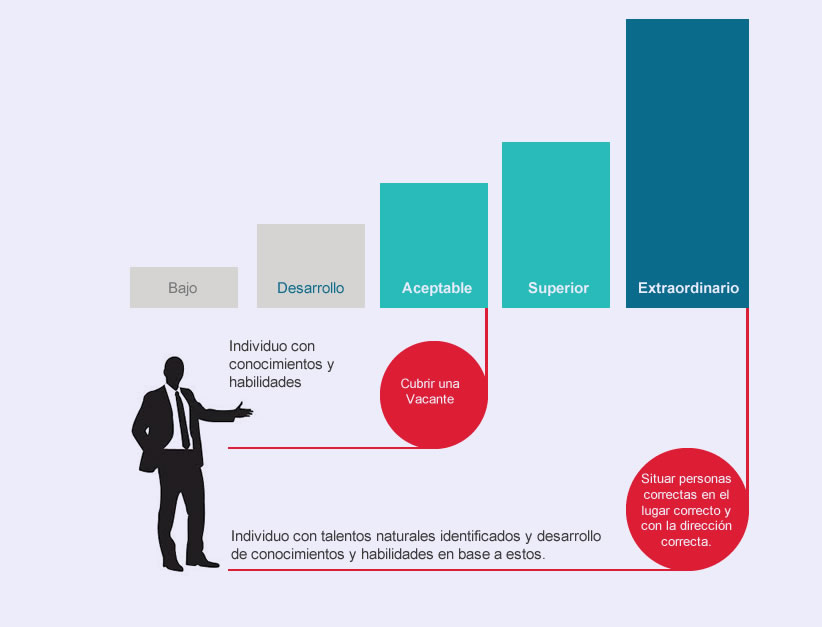 Bajo
Desarrollo
Aceptable
Superior
Extraordinario
Individuo con
conocimientos y
habilidades
Cubrir una
Vacante
Situar personas
correctas en el
lugar correcto y
con la dirección
correcta.
Individuo con talentos naturales identificados y desarrollo
de conocimientos y habilidades en base a estos.